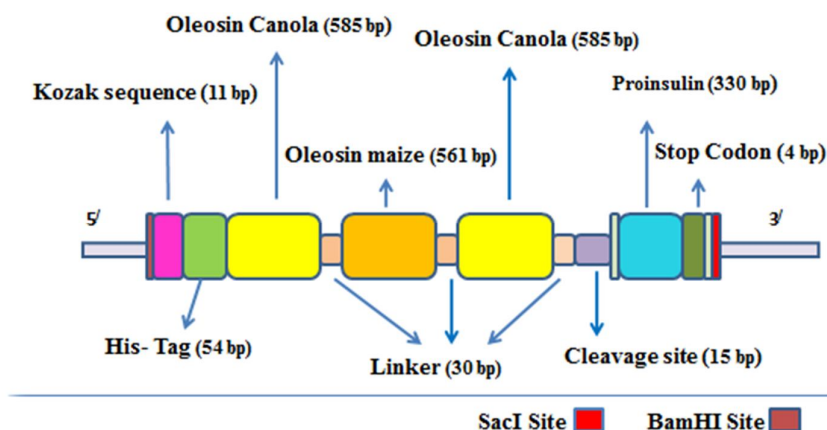 Oleosin Canola (585 bp)
Oleosin Canola (585 bp)
Kozak sequence (11 bp)
Proinsulin (330 bp)
Oleosin maize (561 bp)
Stop Codon (4 bp)
5/
3/
His- Tag (54 bp)
Linker (30 bp)
Cleavage site (15 bp)
SacI Site
BamHI Site